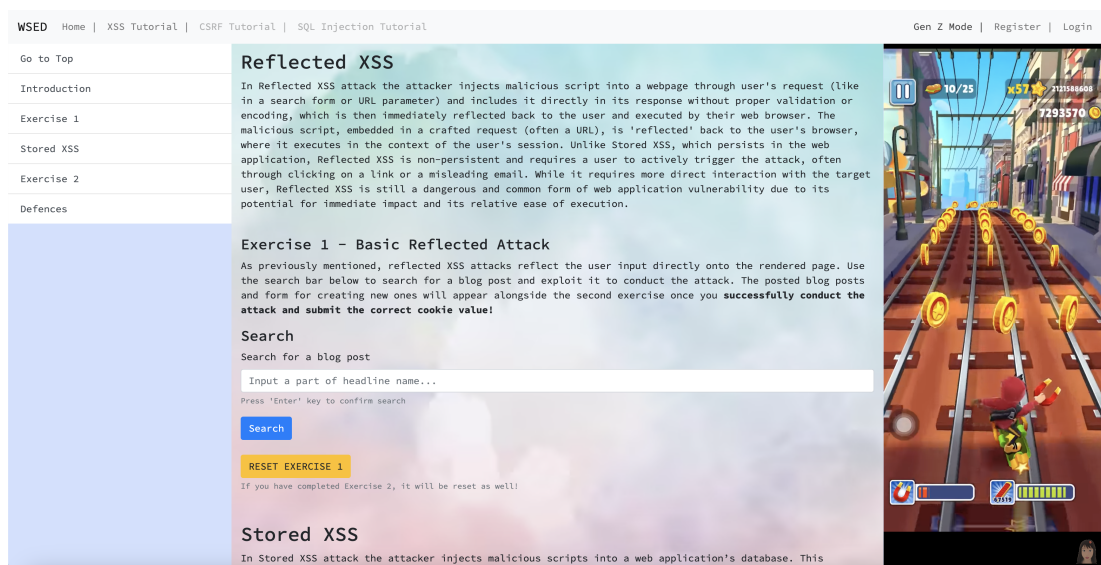 WSED Home | XSS Tutorial | CSRF Tutorial | SQL Injection Tutorial Gen Z Mode | Register | Login
Go to Top
Introduction
Exercise 1
Stored XSS
Exercise 2
Defences
Reflected XSS
In Reflected XSS attack the attacker injects malicious script into a webpage through user's request (like
in a search form or URL parameter) and includes it directly in its response without proper validation or
encoding, which is then immediately reflected back to the user and executed by their web browser. The
malicious script, embedded in a crafted request (often a URL), is 'reflected' back to the user's browser,
where it executes in the context of the user's session. Unlike Stored XSS, which persists in the web
application, Reflected XSS is non-persistent and requires a user to actively trigger the attack, often
through clicking on a link or a misleading email. While it requires more direct interaction with the target
user, Reflected XSS is still a dangerous and common form of web application vulnerability due to its
potential for immediate impact and its relative ease of execution.
Exercise 1 - Basic Reflected Attack
As previously mentioned, reflected XSS attacks reflect the user input directly onto the rendered page. Use
the search bar below to search for a blog post and exploit it to conduct the attack. The posted blog posts
and form for creating new ones will appear alongside the second exercise once you successfully conduct the
attack and submit the correct cookie value!
Search
Search for a blog post
Input a part of headline name...
Press 'Enter' key to confirm search
Search
RESET EXERCISE 1
If you have completed Exercise 2, it will be reset as well!
Stored XSS
In Stored XSS attack the attacker injects malicious scripts into a web application's database. This
10/25
x57
2121588608
7293570
67519